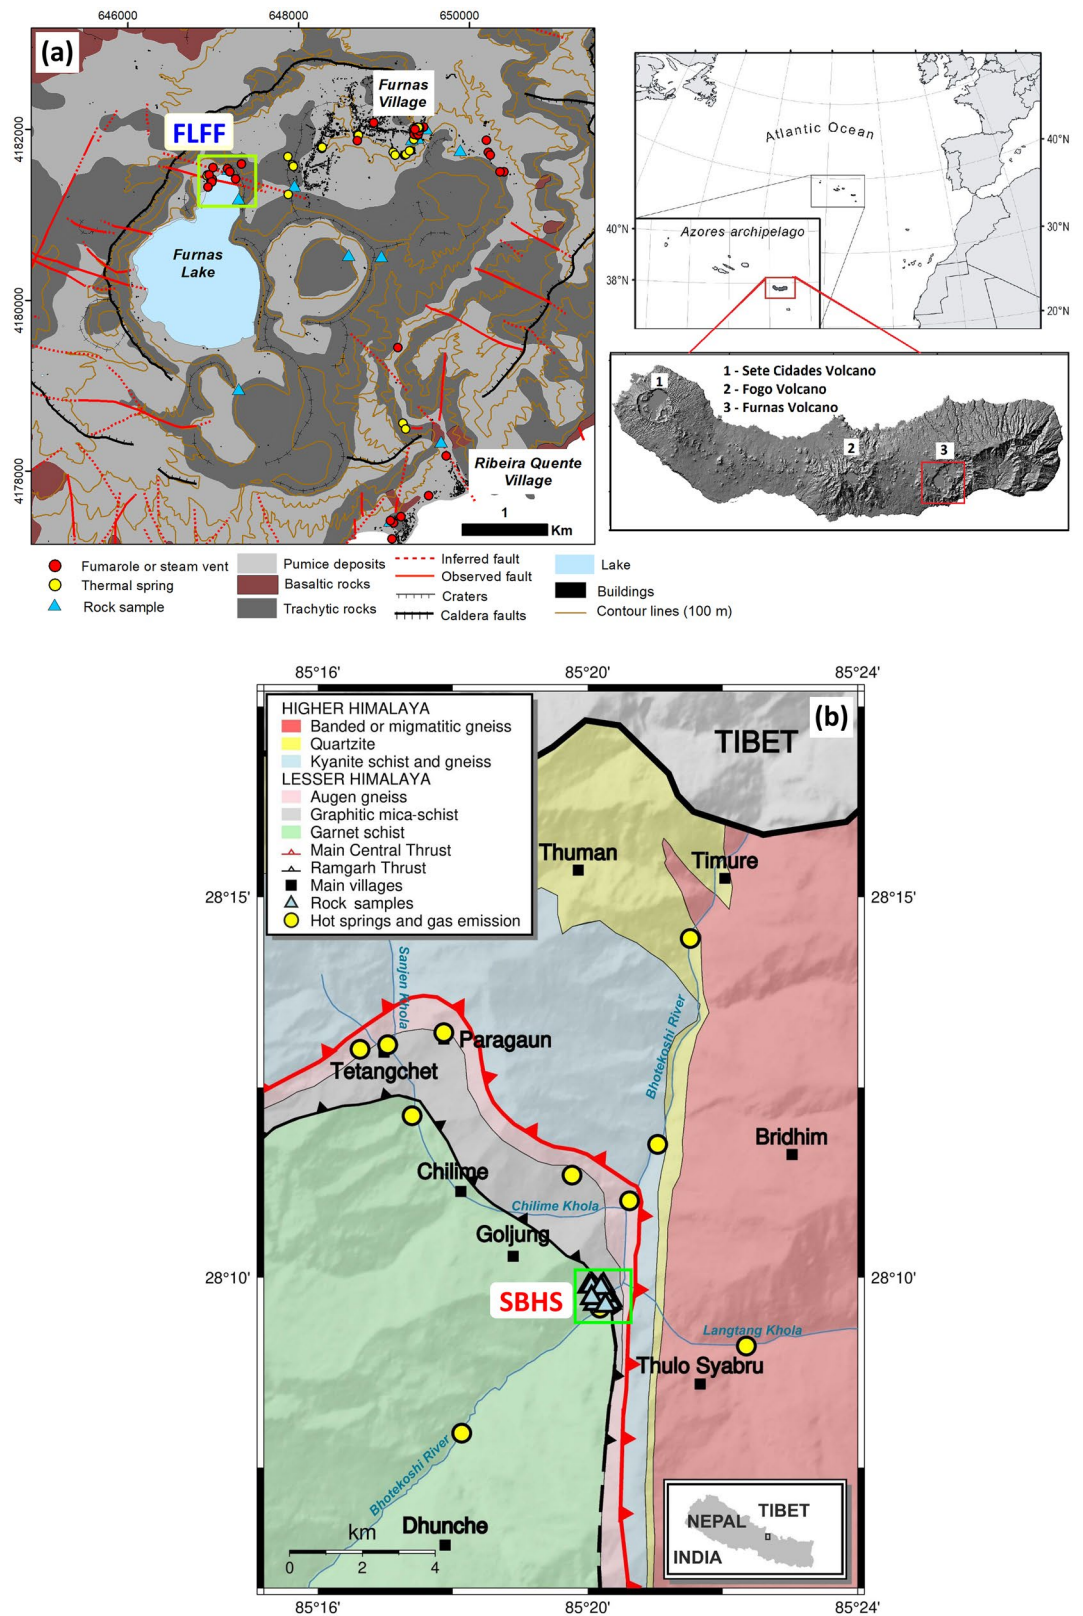 646000
648000
650000
(a)
Furnas
Village
FLFF
4182000
Furnas
Lake
4180000
4178000
Ribeira Quente
Village
1
Km
Atlantic Ocean
40°N
30°N
20°N
40°N
38°N
Azores archipelago
1 - Sete Cidades Volcano
2 - Fogo Volcano
3 - Furnas Volcano
1
2
3
Fumarole or steam vent
Thermal spring
Rock sample
Pumice deposits
Basaltic rocks
Trachytic rocks
Inferred fault
Observed fault
Craters
Caldera faults
Lake
Buildings
Contour lines (100 m)
85°16'
85°20'
85°24'
(b)
HIGHER HIMALAYA
Banded or migmatitic gneiss
Quartzite
Kyanite schist and gneiss
LESSER HIMALAYA
Augen gneiss
Graphitic mica-schist
Garnet schist
Main Central Thrust
Ramgarh Thrust
Main villages
Rock samples
Hot springs and gas emission
TIBET
Thuman
Timure
28°15'
28°15'
Sanjen Khola
Bhotekoshi River
Paragaun
Tetangchet
Bridhim
Chilime
Chilime Khola
Goljung
28°10'
28°10'
SBHS
Langtang Khola
Thulo Syabru
Bhotekoshi River
Dhunche
km
0
2
4
NEPAL
TIBET
INDIA
85°16'
85°20'
85°24'